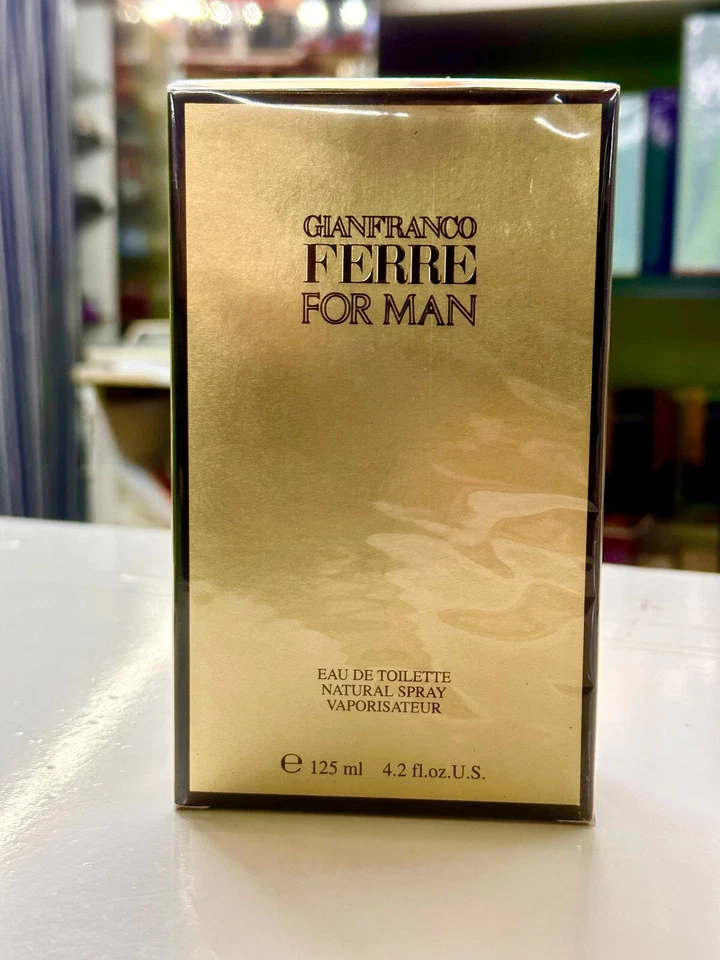 GIANFRANCO
FERRE
FOR MAN
EAU DE TOILETTE
NATURAL SPRAY
VAPORISATEUR
℮ 125 ml 4.2 fl.oz.U.S.